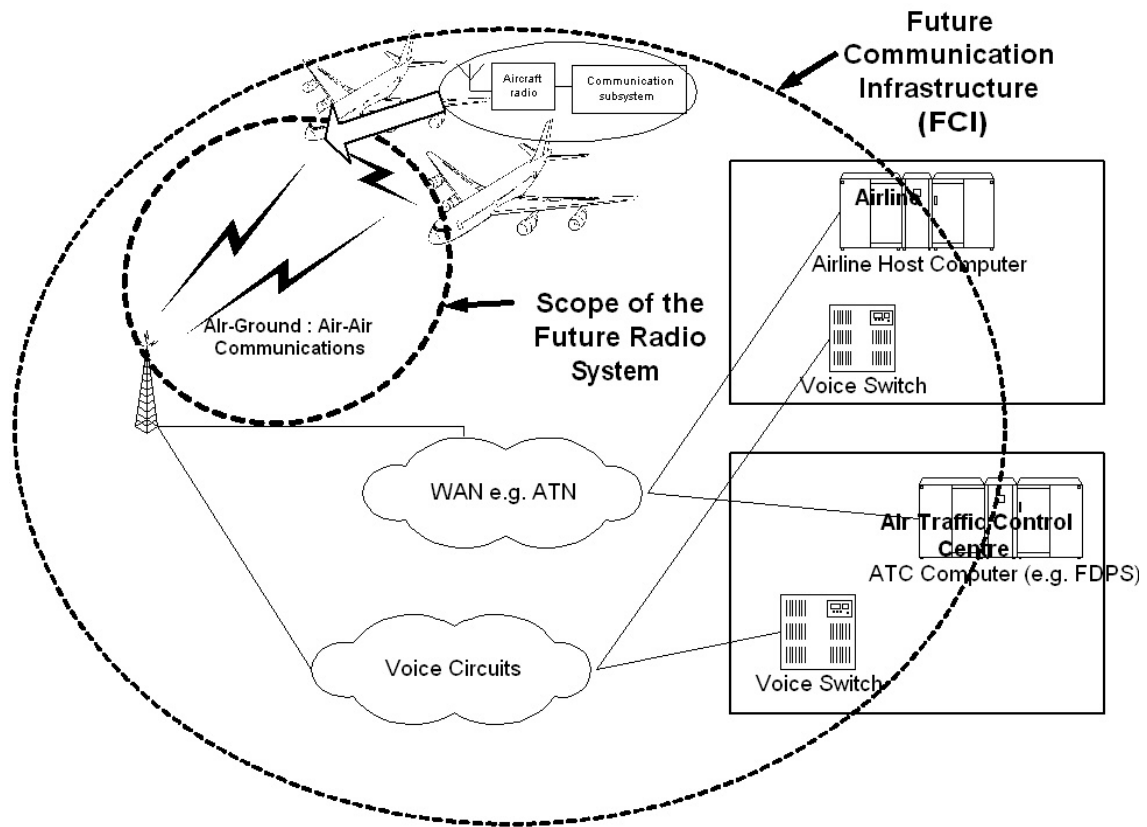 Future
Communication
Infrastructure
(FCI)
Aircraft
radio
Communication
subsystem
Airline
Airline Host Computer
Scope of the
Future Radio
System
AIr-Ground : Air-Air
Communications
Voice Switch
WAN e.g. ATN
Air Traffic Control
Centre
ATC Computer (e.g. FDPS)
Voice Circuits
Voice Switch